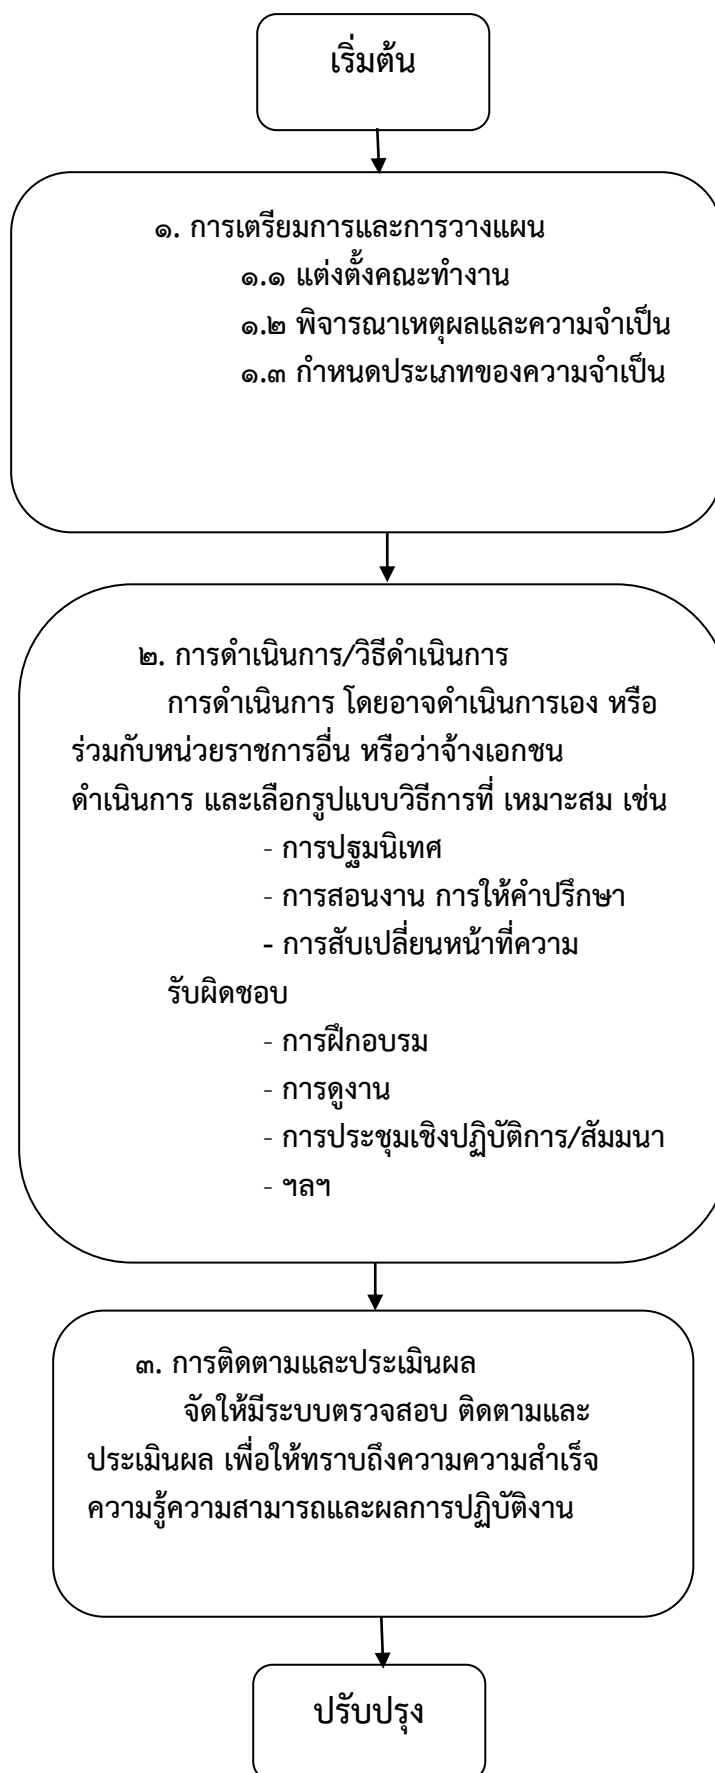 เริ่มต้น
๑. การเตรียมการและการวางแผน
๑.๑ แต่งตั้งคณะทำงาน
๑.๒ พิจารณาเหตุผลและความจำเป็น
๑.๓ กำหนดประเภทของความจำเป็น
๒. การดำเนินการ/วิธีดำเนินการ
การดำเนินการ โดยอาจดำเนินการเอง หรือ
ร่วมกับหน่วยราชการอื่น หรือว่าจ้างเอกชน
ดำเนินการ และเลือกรูปแบบวิธีการที่ เหมาะสม เช่น
- การปฐมนิเทศ
- การสอนงาน การให้คำปรึกษา
- การสับเปลี่ยนหน้าที่ความ
รับผิดชอบ
- การฝึกอบรม
- การดูงาน
- การประชุมเชิงปฏิบัติการ/สัมมนา
- ฯลฯ
๓. การติดตามและประเมินผล
จัดให้มีระบบตรวจสอบ ติดตามและ
ประเมินผล เพื่อให้ทราบถึงความความสำเร็จ
ความรู้ความสามารถและผลการปฏิบัติงาน
ปรับปรุง